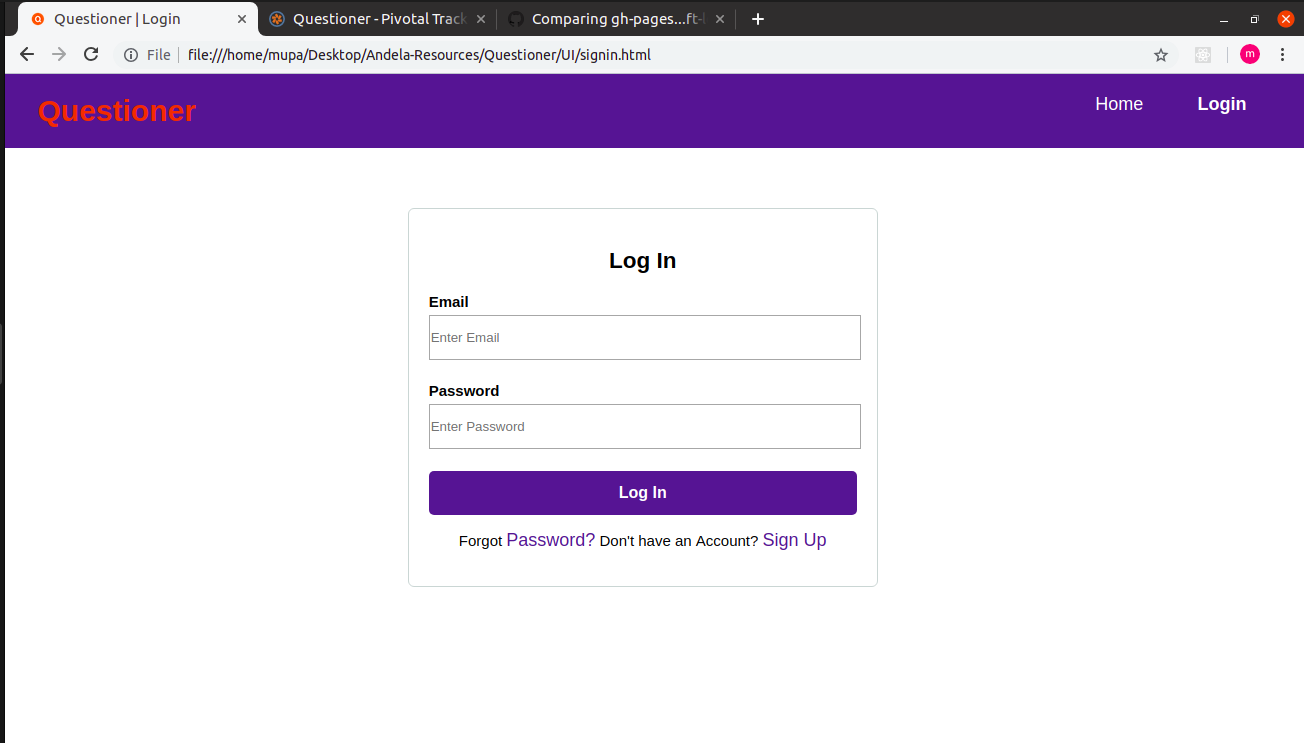 Questioner | Login
Questioner - Pivotal Track
Comparing gh-pages...ft-l
File
file:///home/mupa/Desktop/Andela-Resources/Questioner/UI/signin.html
m
Questioner
Home
Login
Log In
Email
Enter Email
Password
Enter Password
Log In
Forgot Password? Don't have an Account? Sign Up